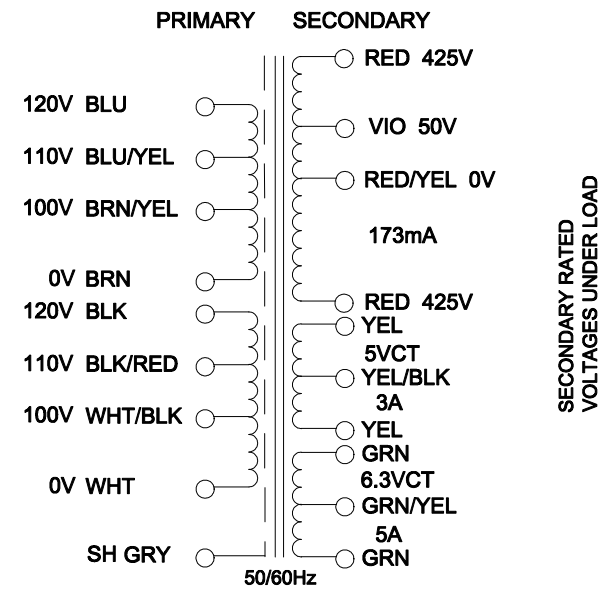 PRIMARY
SECONDARY
120V BLU
110V BLU/YEL
100V BRN/YEL
0V BRN
120V BLK
110V BLK/RED
100V WHT/BLK
0V WHT
SH GRY
RED 425V
VIO 50V
RED/YEL 0V
173mA
RED 425V
YEL
5VCT
YEL/BLK
3A
YEL
GRN
6.3VCT
GRN/YEL
5A
GRN
50/60Hz
SECONDARY RATED
VOLTAGES UNDER LOAD